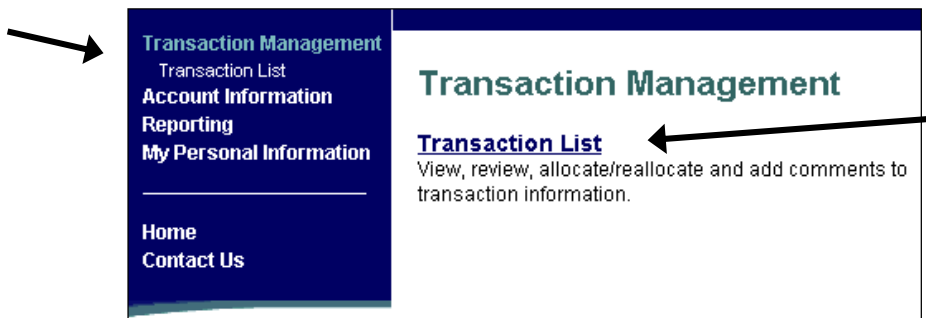 Transaction Management
Transaction List
Account Information
Reporting
My Personal Information
Home
Contact Us
Transaction Management
Transaction List
View, review, allocate/reallocate and add comments to
transaction information.